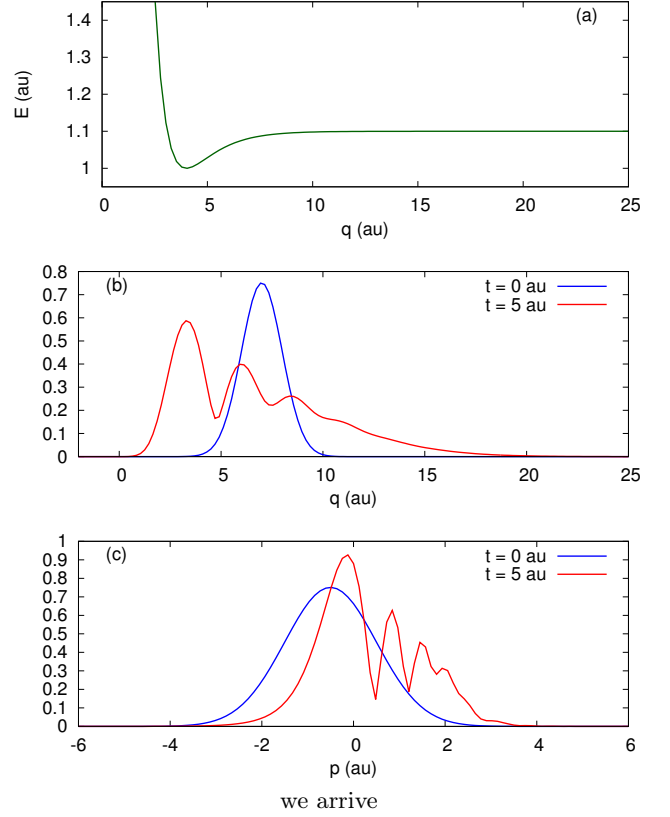 (a)
E (au)
1.4
1.3
1.2
1.1
1
0 5 10 15 20 25
q (au)
(b)
t = 0 au
t = 5 au
0.8
0.7
0.6
0.5
0.4
0.3
0.2
0.1
0
0 5 10 15 20 25
q (au)
(c)
t = 0 au
t = 5 au
1
0.9
0.8
0.7
0.6
0.5
0.4
0.3
0.2
0.1
0
-6 -4 -2 0 2 4 6
p (au)
we arrive